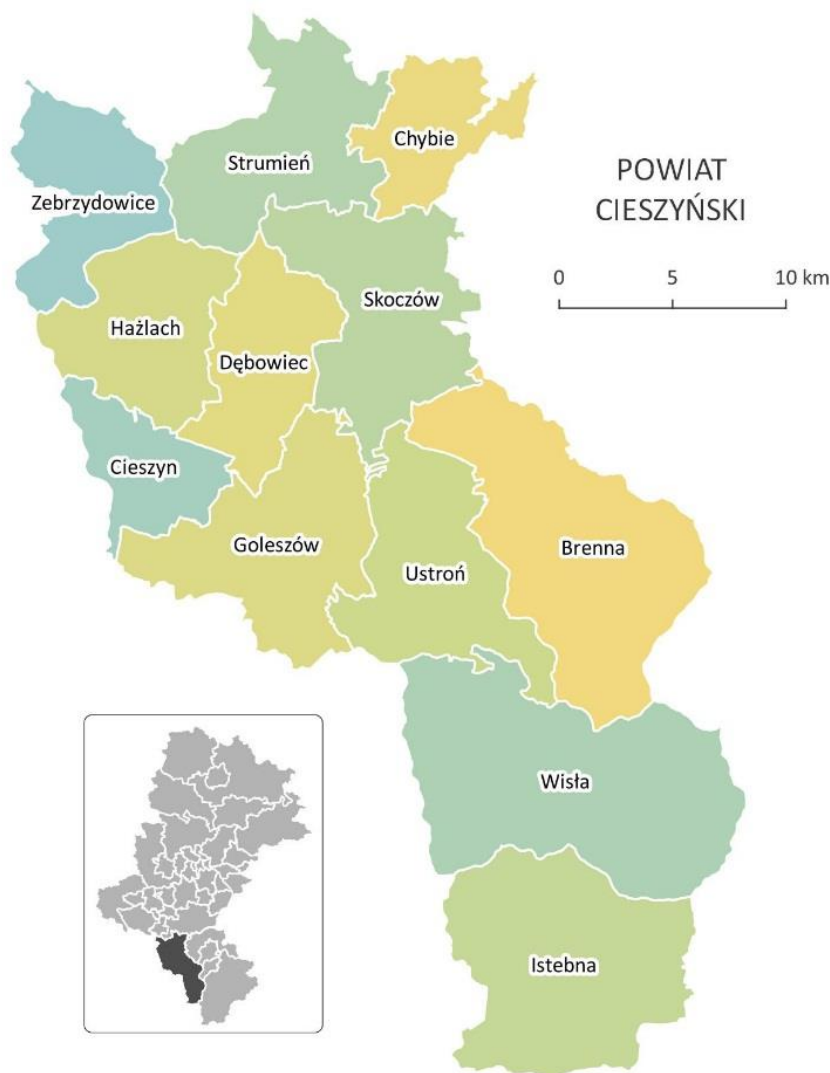 Chybie
Strumień
POWIAT
CIESZYŃSKI
Zebrzydowice
0 5 10 km
Skoczów
Hażlach
Dębowiec
Cieszyn
Goleszów
Brenna
Ustroń
Wisła
Istebna